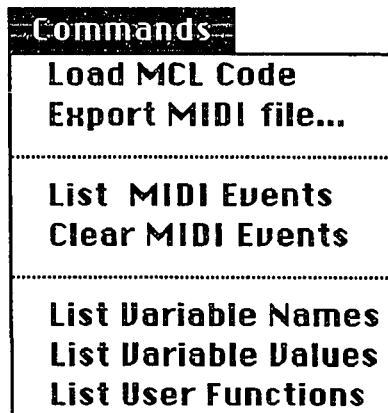 Commands
Load MCL Code
Export MIDI file...
List MIDI Events
Clear MIDI Events
List Variable Names
List Variable Values
List User Functions